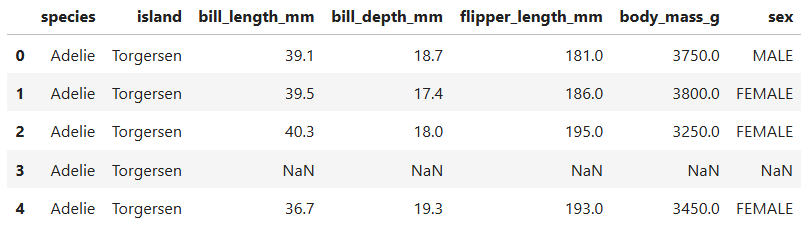 species island bill_length_mm bill_depth_mm flipper_length_mm body_mass_g sex
0 Adelie Torgersen 39.1 18.7 181.0 3750.0 MALE
1 Adelie Torgersen 39.5 17.4 186.0 3800.0 FEMALE
2 Adelie Torgersen 40.3 18.0 195.0 3250.0 FEMALE
3 Adelie Torgersen NaN NaN NaN NaN NaN
4 Adelie Torgersen 36.7 19.3 193.0 3450.0 FEMALE